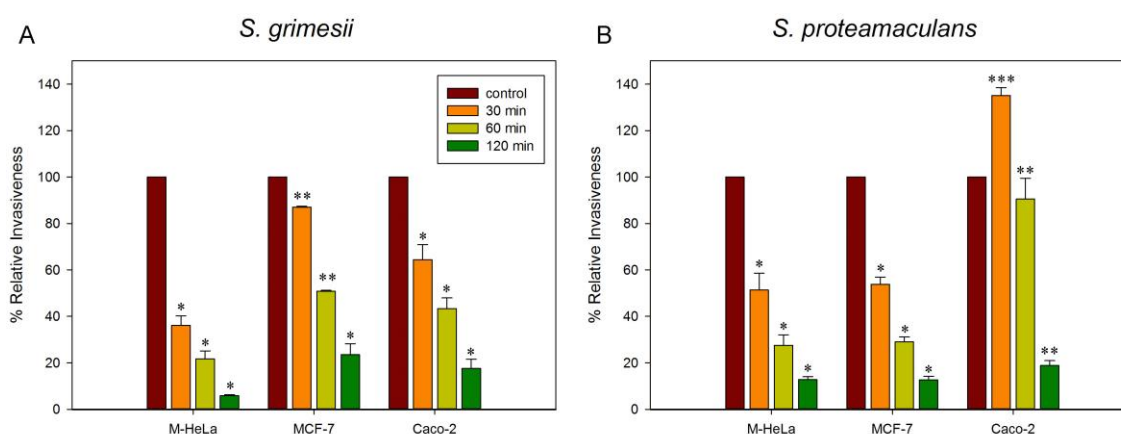 A
S. grimesii
% Relative Invasiveness
140
120
100
80
60
40
20
0
control
30 min
60 min
120 min
*
*
*
**
**
*
*
*
*
M-HeLa
MCF-7
Caco-2
B
S. proteamaculans
% Relative Invasiveness
140
120
100
80
60
40
20
0
*
*
*
*
*
*
***
**
**
M-HeLa
MCF-7
Caco-2